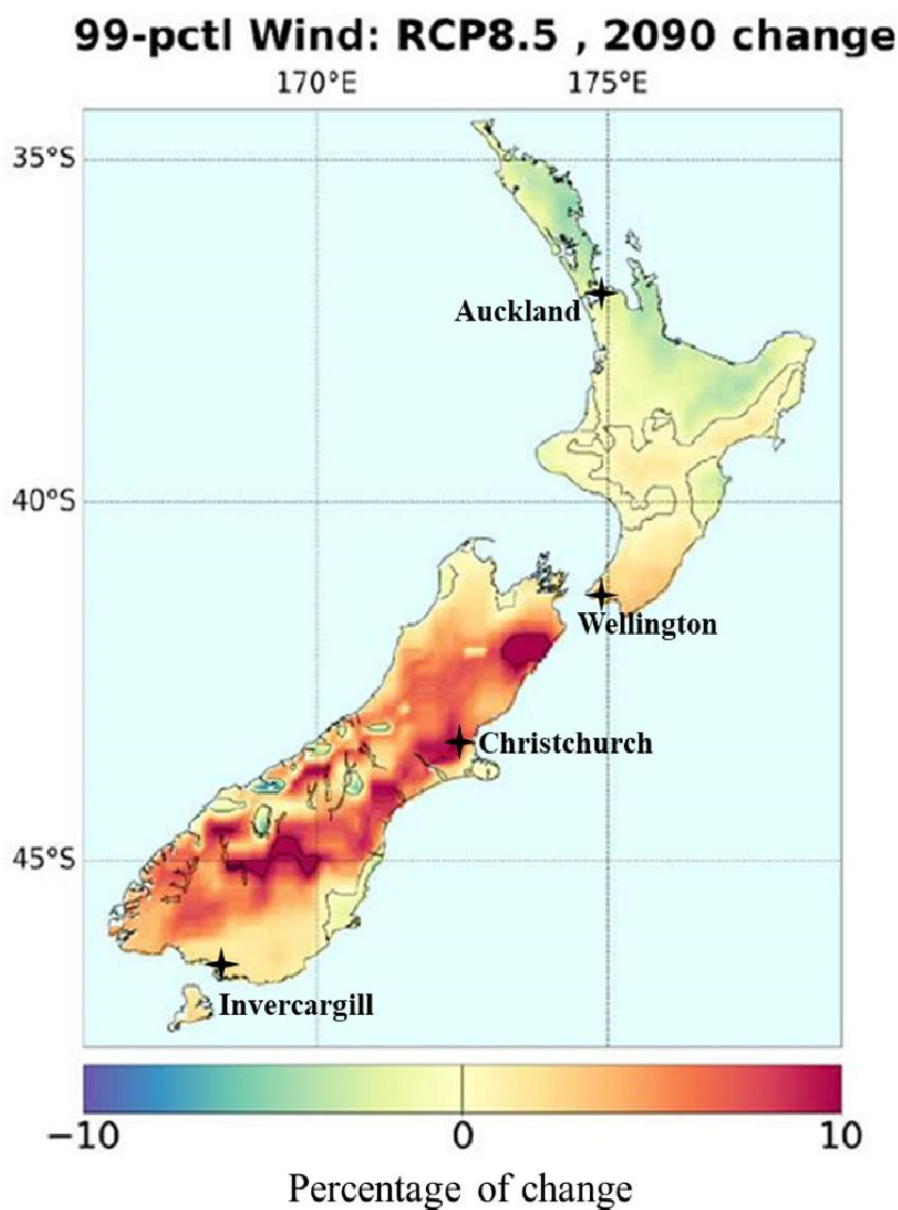 99-pctl Wind: RCP8.5 , 2090 change
170°E 175°E
35°S
Auckland
40°S
Wellington
Christchurch
45°S
Invercargill
−10 0 10
Percentage of change